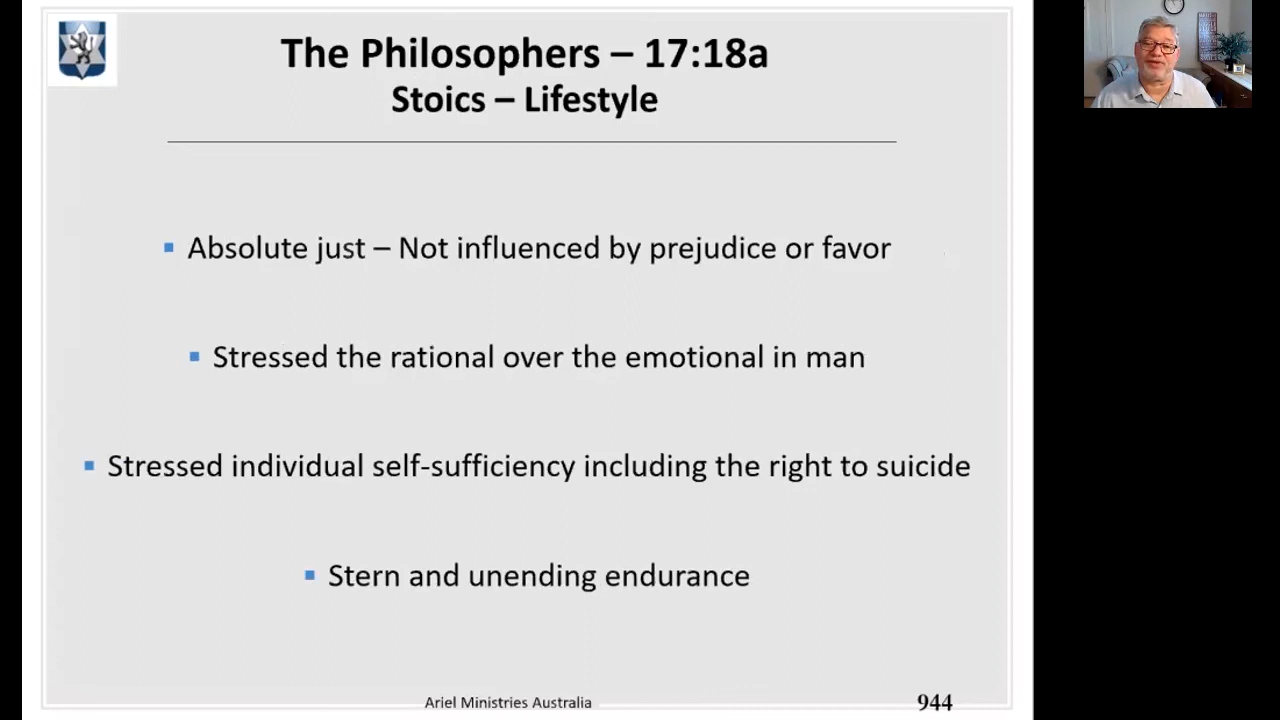 The Philosophers – 17:18a
Stoics – Lifestyle
Absolute just – Not influenced by prejudice or favor
Stressed the rational over the emotional in man
Stressed individual self-sufficiency including the right to suicide
Stern and unending endurance
Ariel Ministries Australia
944